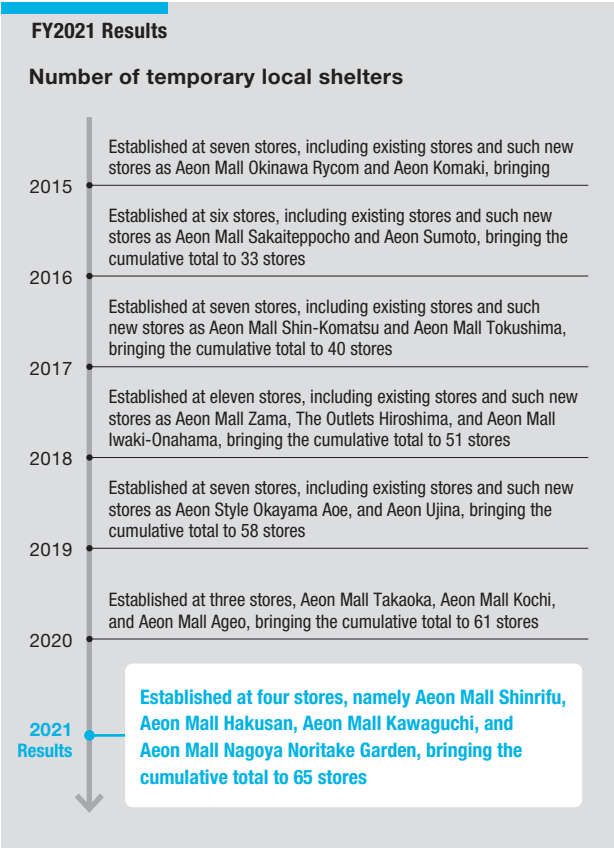 FY2021 Results
Number of temporary local shelters
Established at seven stores, including existing stores and such new
stores as Aeon Mall Okinawa Rycom and Aeon Komaki, bringing
2015
Established at six stores, including existing stores and such new
stores as Aeon Mall Sakaiteppocho and Aeon Sumoto, bringing the
cumulative total to 33 stores
2016
Established at seven stores, including existing stores and such
new stores as Aeon Mall Shin-Komatsu and Aeon Mall Tokushima,
bringing the cumulative total to 40 stores
2017
Established at eleven stores, including existing stores and such new
stores as Aeon Mall Zama, The Outlets Hiroshima, and Aeon Mall
Iwaki-Onahama, bringing the cumulative total to 51 stores
2018
Established at seven stores, including existing stores and such new
stores as Aeon Style Okayama Aoe, and Aeon Ujina, bringing the
cumulative total to 58 stores
2019
Established at three stores, Aeon Mall Takaoka, Aeon Mall Kochi,
and Aeon Mall Ageo, bringing the cumulative total to 61 stores
2020
2021
Results
Established at four stores, namely Aeon Mall Shinrifu,
Aeon Mall Hakusan, Aeon Mall Kawaguchi, and
Aeon Mall Nagoya Noritake Garden, bringing the
cumulative total to 65 stores